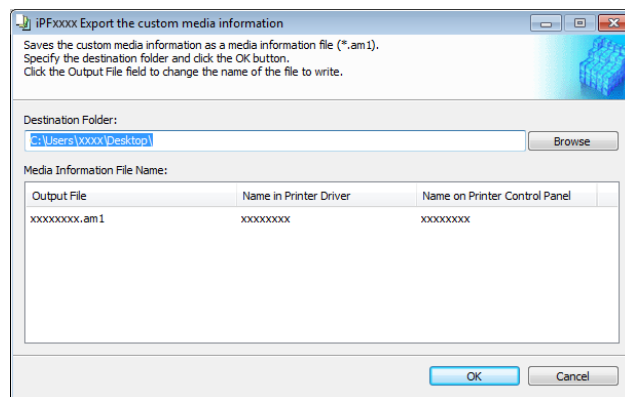 iPFxxxx Export the custom media information
Saves the custom media information as a media information file (*.am1).
Specify the destination folder and click the OK button.
Click the Output File field to change the name of the file to write.
Destination Folder:
C:\Users\xxxx\Desktop\
Browse
Media Information File Name:
Output File Name in Printer Driver Name on Printer Control Panel
xxxxxxxx.am1 xxxxxxxx xxxxxxxx
OK Cancel